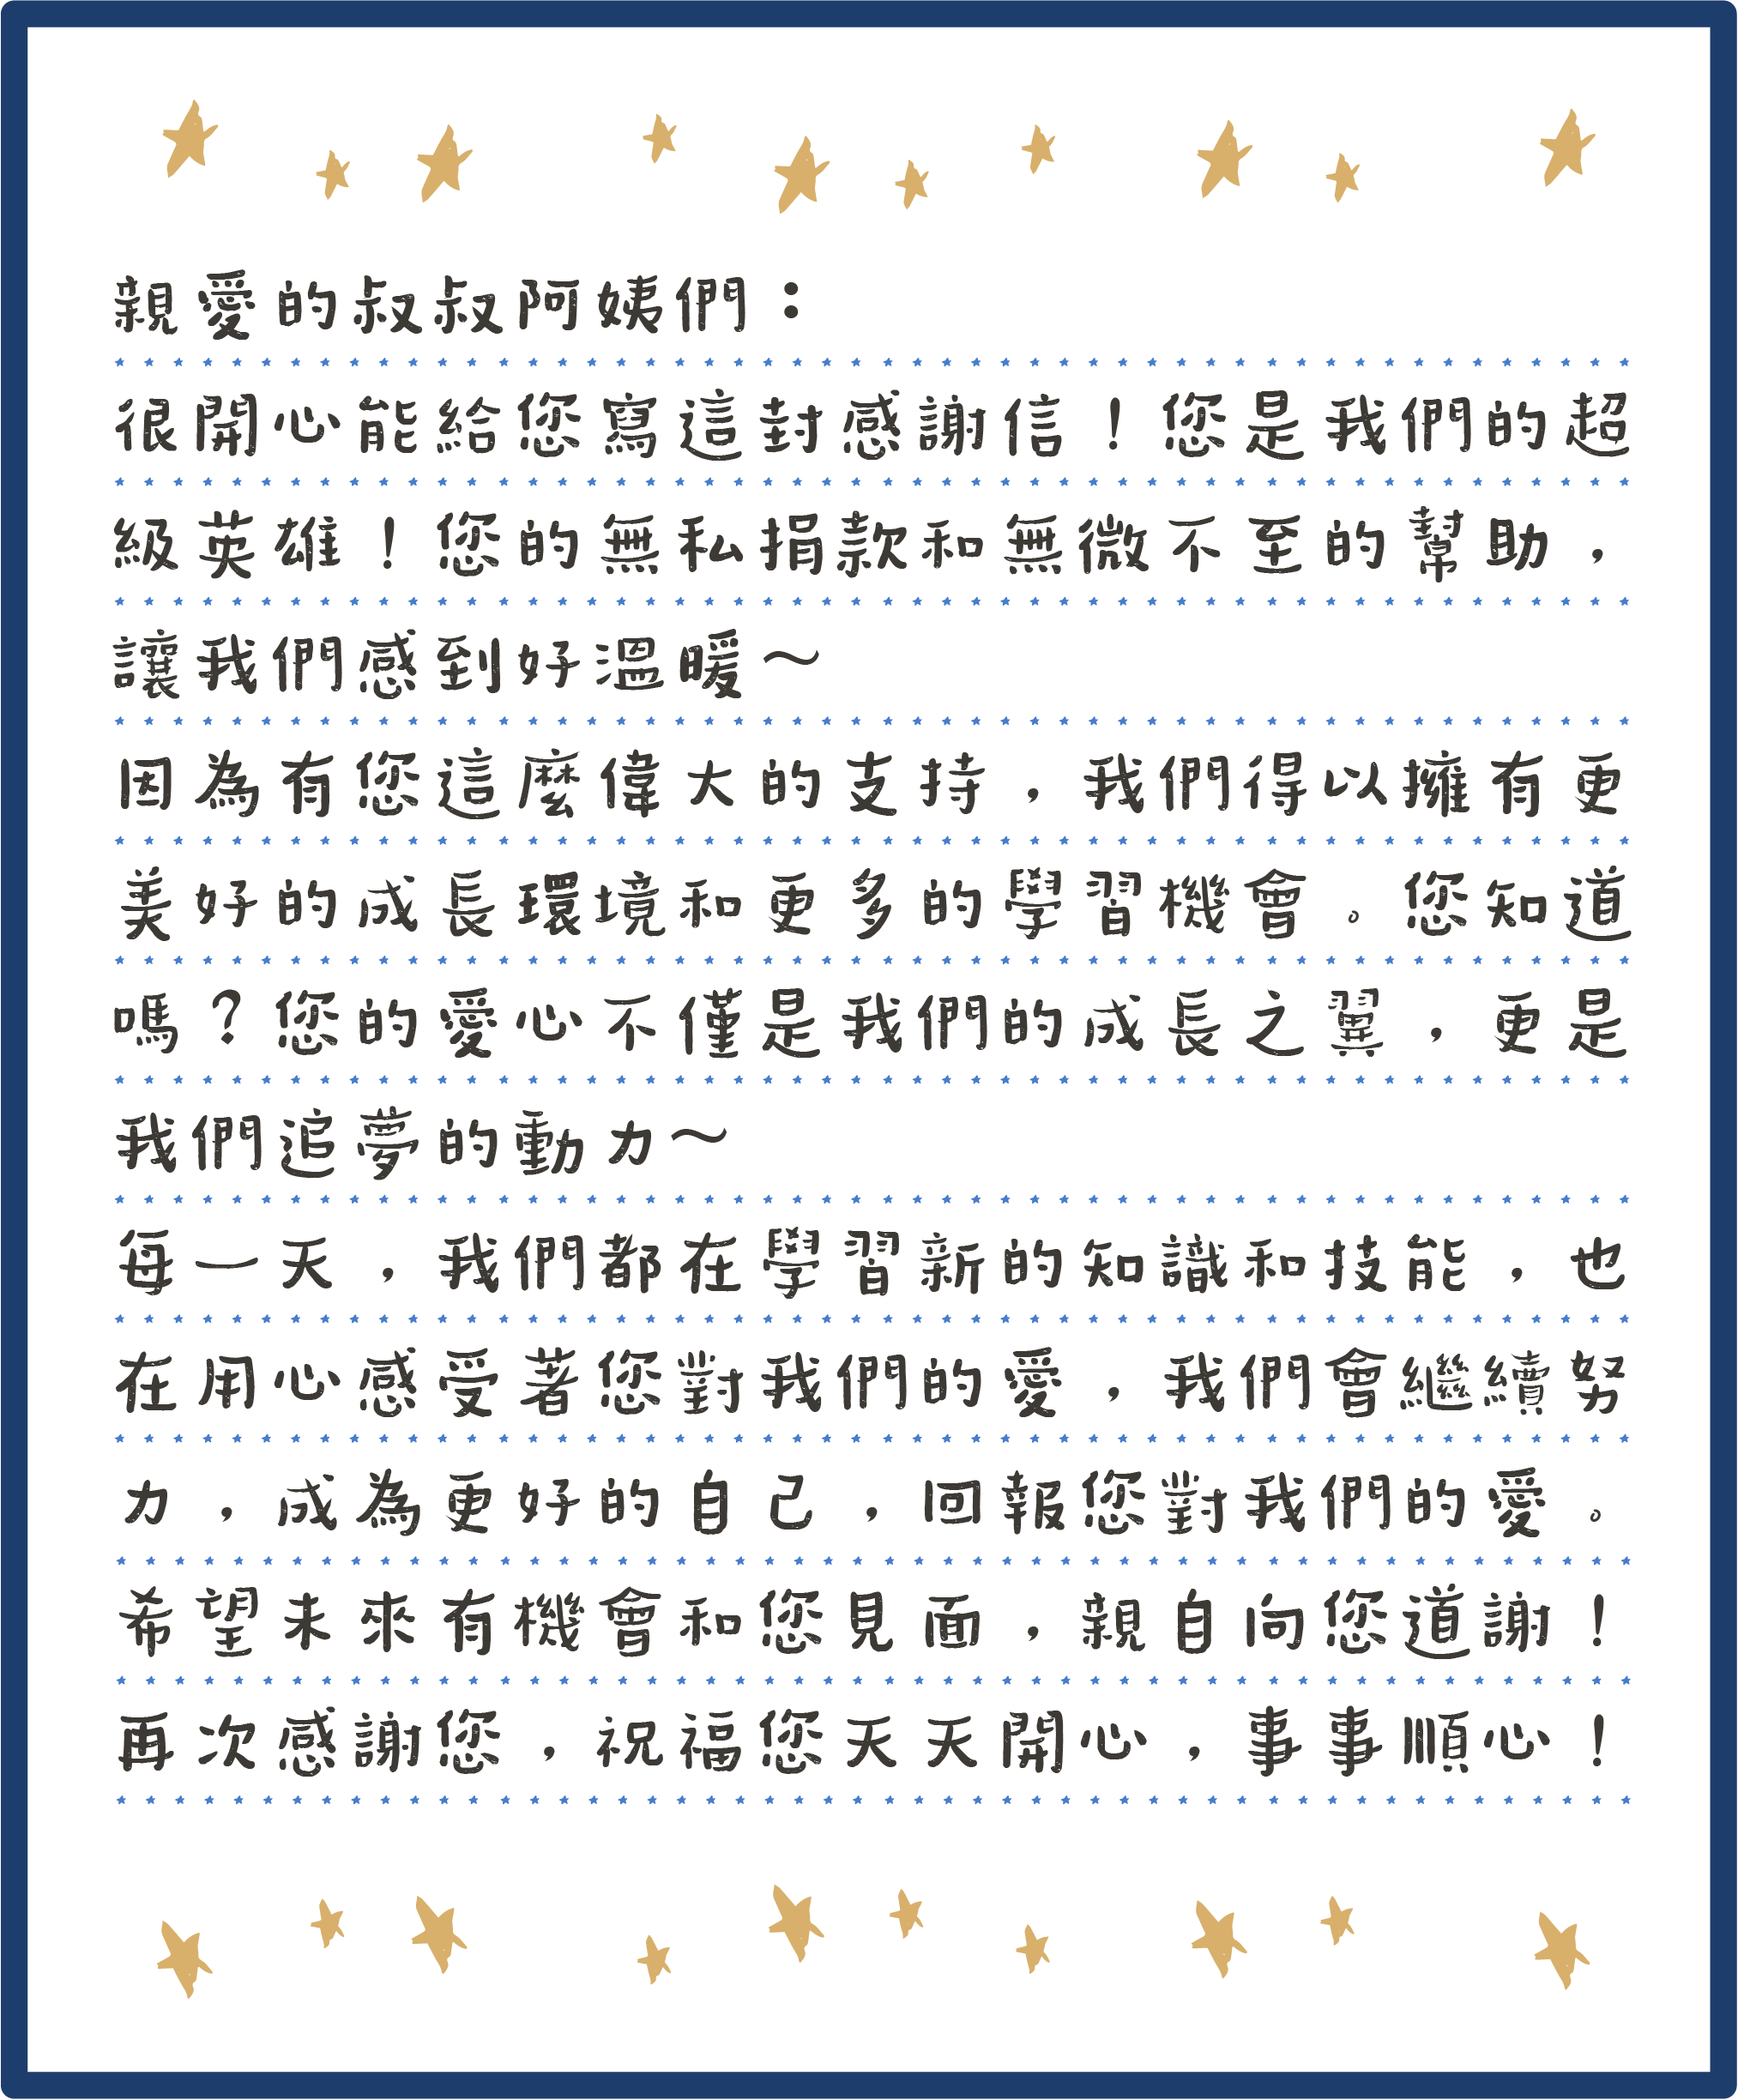 親愛的叔叔阿姨們：
很開心能給您寫這封感謝信！您是我們的超
級英雄！您的無私捐款和無微不至的幫助，
讓我們感到好溫暖～
因為有您這麼偉大的支持，我們得以擁有更
美好的成長環境和更多的學習機會。您知道
嗎？您的愛心不僅是我們的成長之翼，更是
我們追夢的動力～
每一天，我們都在學習新的知識和技能，也
在用心感受著您對我們的愛，我們會繼續努
力，成為更好的自己，回報您對我們的愛。
希望未來有機會和您見面，親自向您道謝！
再次感謝您，祝福您天天開心，事事順心！